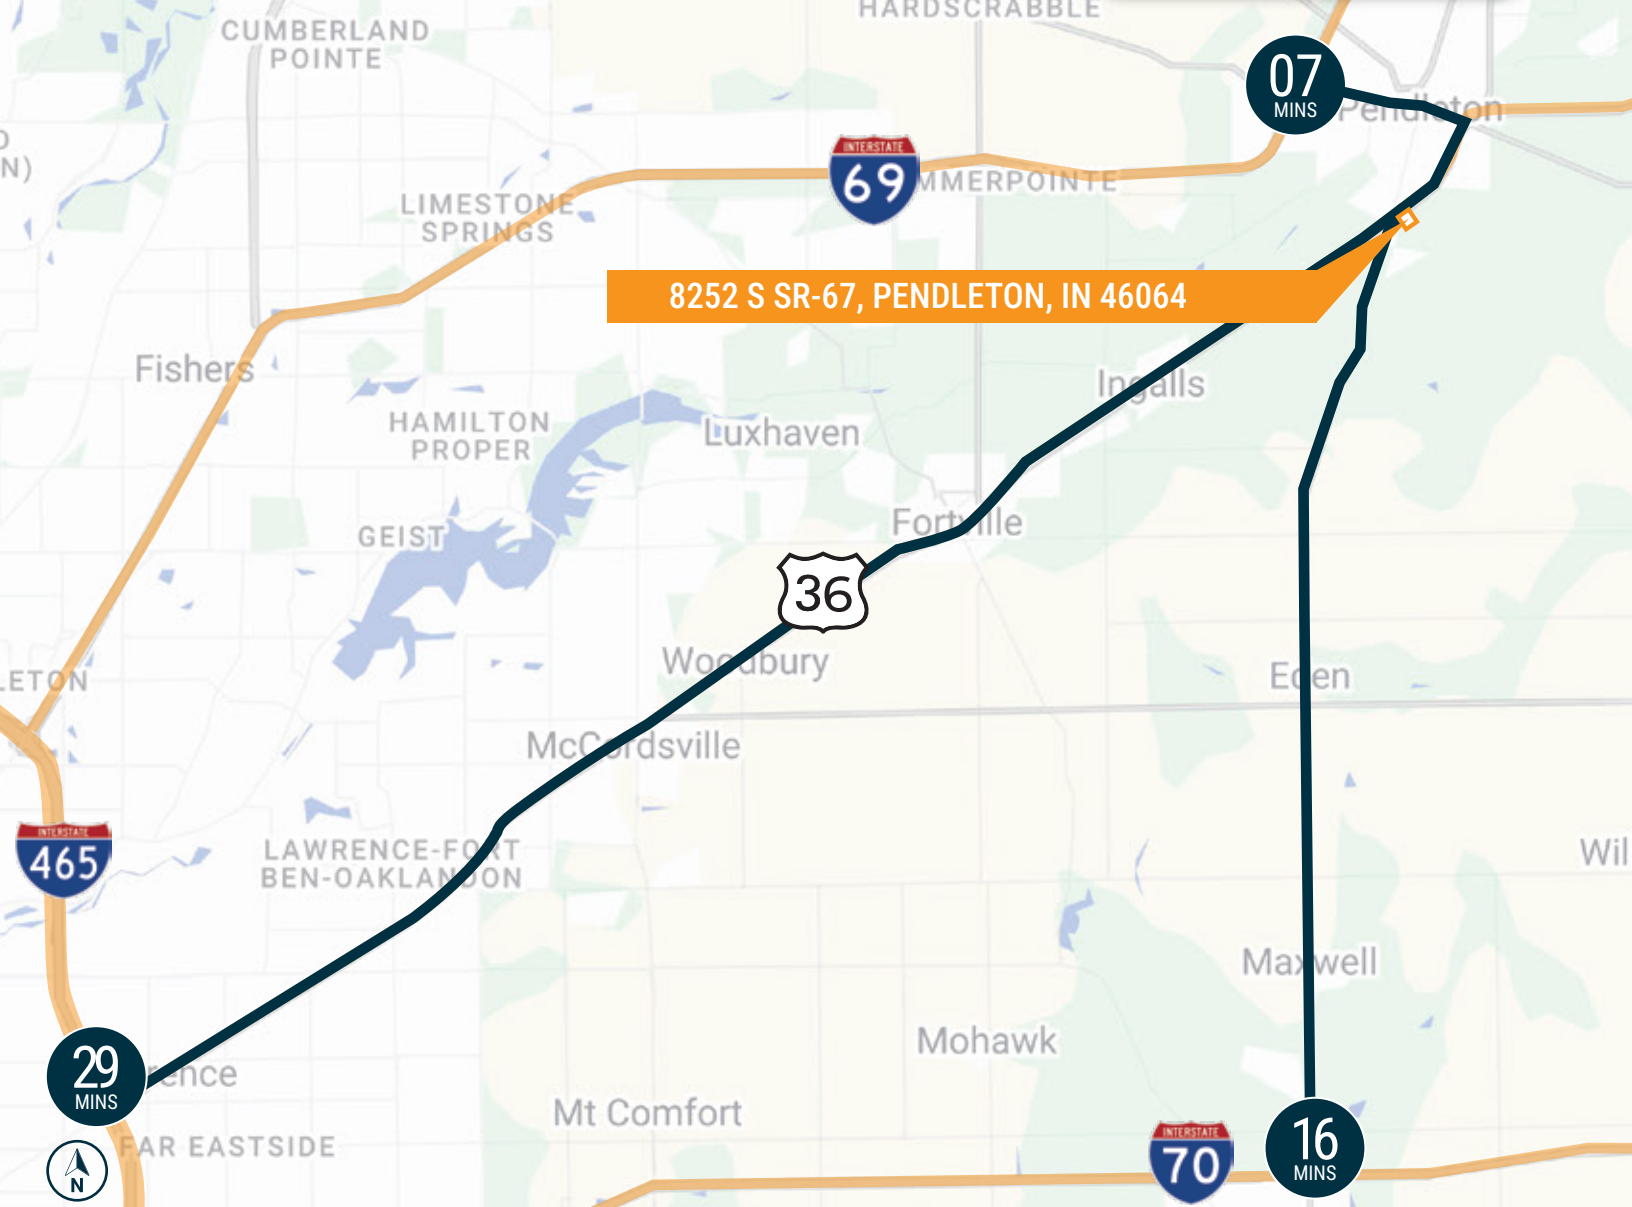 HARDSCRABBLE
CUMBERLAND
POINTE
07
MINS
Pendleton
INTERSTATE
69
MMERPOINTE
N)
LIMESTONE
SPRINGS
8252 S SR-67, PENDLETON, IN 46064
Fishers
Ingalls
HAMILTON
PROPER
Luxhaven
Fortville
GEIST
36
Woodbury
Eden
LETON
McCordsville
INTERSTATE
465
LAWRENCE-FORT
BEN-OAKLANDON
Wil
Maxwell
Mohawk
29
MINS
rence
Mt Comfort
FAR EASTSIDE
INTERSTATE
70
16
MINS
N